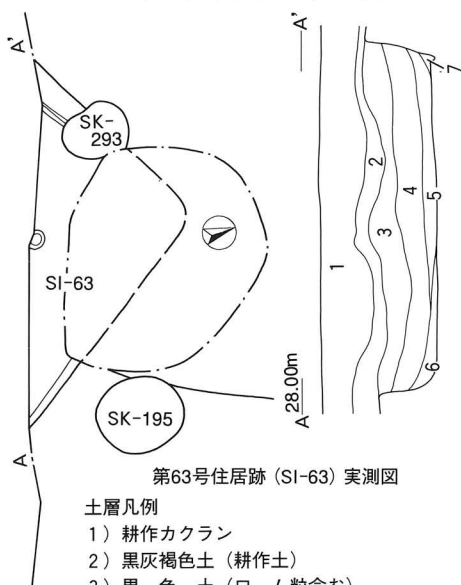 A'
SK-
293
SI-63
SK-195
A
A'
7
2
4
5
3
1
6
28.00m
A
第63号住居跡 (SI-63) 実測図
土層凡例
1) 耕作カクラン
2) 黒灰褐色土 (耕作土)